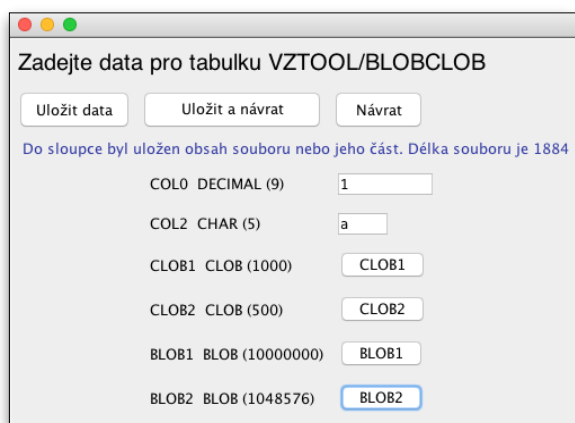 Zadejte data pro tabulku VZTOOL/BLOBCLOB
Uložit data Uložit a návrat Návrat
Do sloupce byl uložen obsah souboru nebo jeho část. Délka souboru je 1884
COL0 DECIMAL (9) 1
COL2 CHAR (5) a
CLOB1 CLOB (1000) CLOB1
CLOB2 CLOB (500) CLOB2
BLOB1 BLOB (10000000) BLOB1
BLOB2 BLOB (1048576) BLOB2